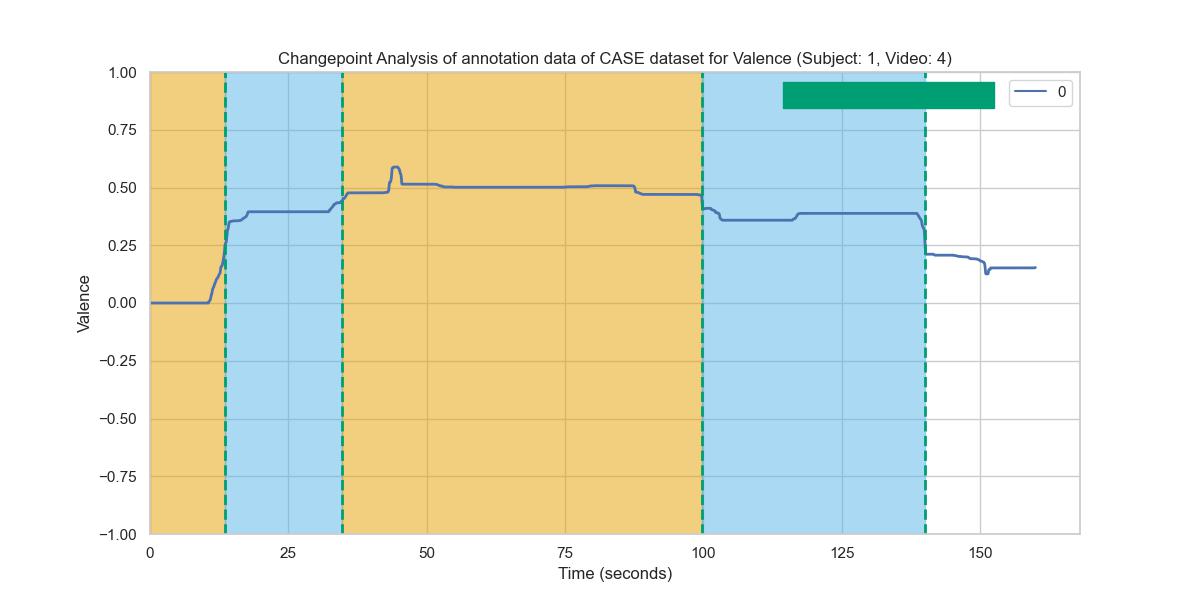 Changepoint Analysis of annotation data of CASE dataset for Valence (Subject: 1, Video: 4)
0
1.00
0.75
0.50
0.25
0.00
−0.25
−0.50
−0.75
−1.00
Valence
0 25 50 75 100 125 150
Time (seconds)